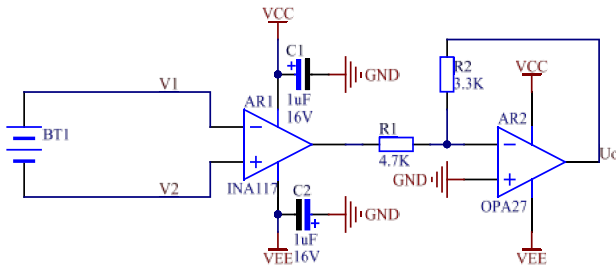 VCC
C1
GND
1uF
16V
V1
AR1
BT1
V2
INA117
R1
4.7K
C2
GND
1uF
16V
VEE
R2
3.3K
VCC
AR2
GND
OPA27
VEE